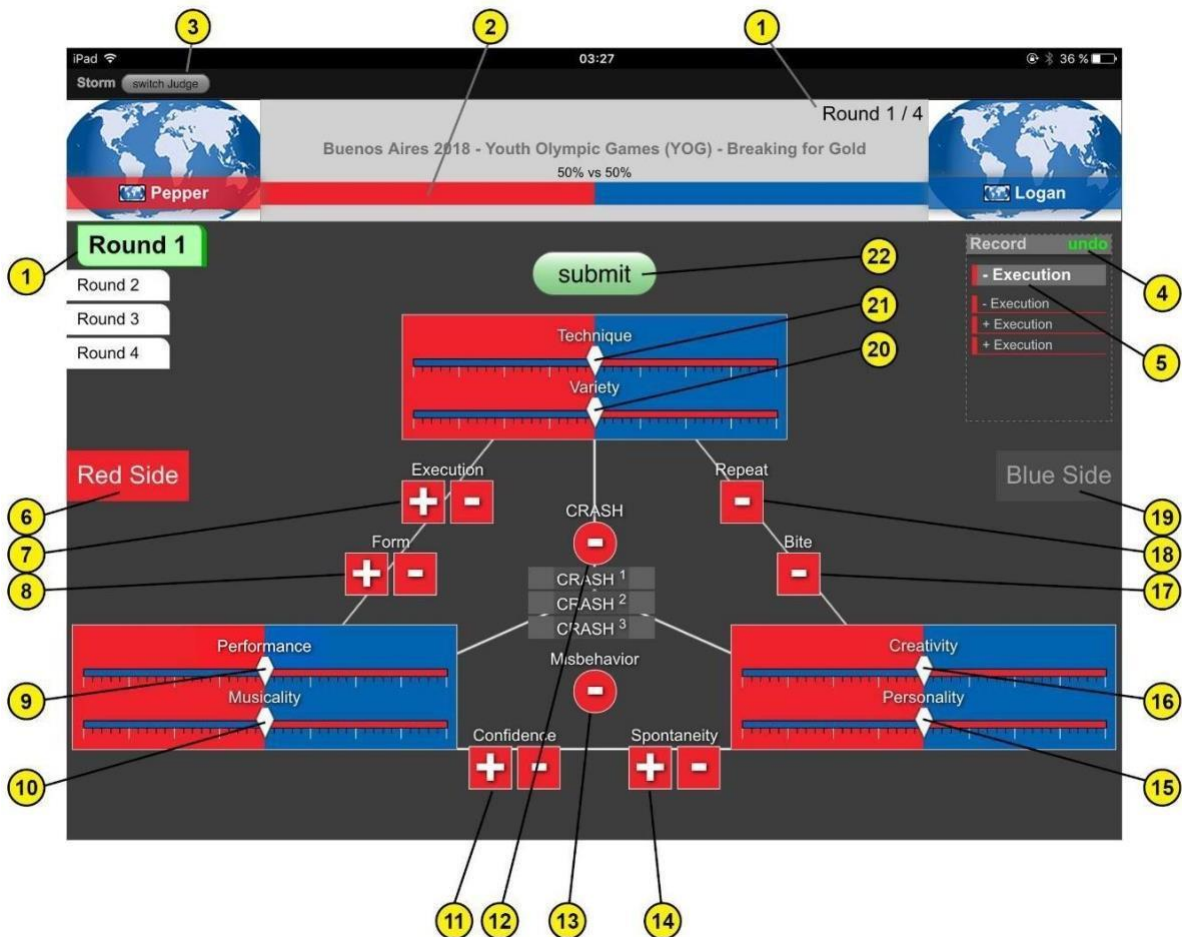 3
2
1
iPad
03:27
36 %
Storm
switch Judge
Round 1 / 4
Buenos Aires 2018 - Youth Olympic Games (YOG) - Breaking for Gold
50% vs 50%
Pepper
Logan
Round 1
Record
undo
1
submit
22
4
Round 2
- Execution
Round 3
- Execution
Technique
21
+ Execution
Round 4
+ Execution
20
5
Variety
Red Side
Execution
Repeat
Blue Side
+
-
-
6
CRASH
19
7
-
18
Form
Bite
+
-
-
8
CRASH 1
17
CRASH 2
CRASH 3
Performance
Misbehavior
Creativity
9
-
16
Musicality
Personality
Confidence
Spontaneity
+
-
+
-
10
15
11
12
13
14